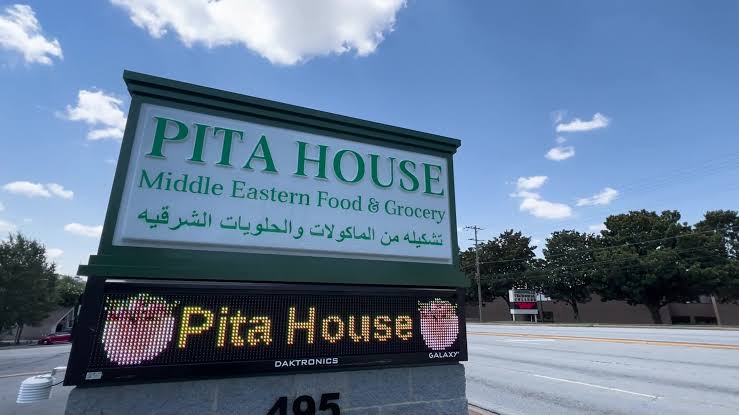 PITA HOUSE
Middle Eastern Food & Grocery
تشكيله من الماكولات والحلويات الشرقيه
Pita House
DAKTRONICS
GALAXY
495